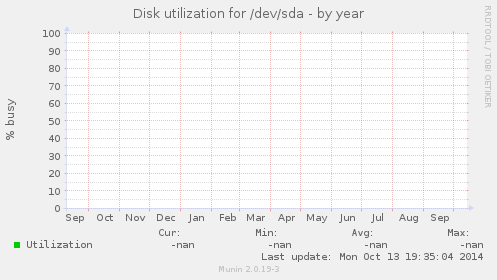 Disk utilization for /dev/sda - by year
RRDTOOL / TOBI OETIKER
% busy
100
90
80
70
60
50
40
30
20
10
0
Sep Oct Nov Dec Jan Feb Mar Apr May Jun Jul Aug Sep
Cur: Min: Avg: Max:
Utilization -nan -nan -nan -nan
Last update: Mon Oct 13 19:35:04 2014
Munin 2.0.19-3